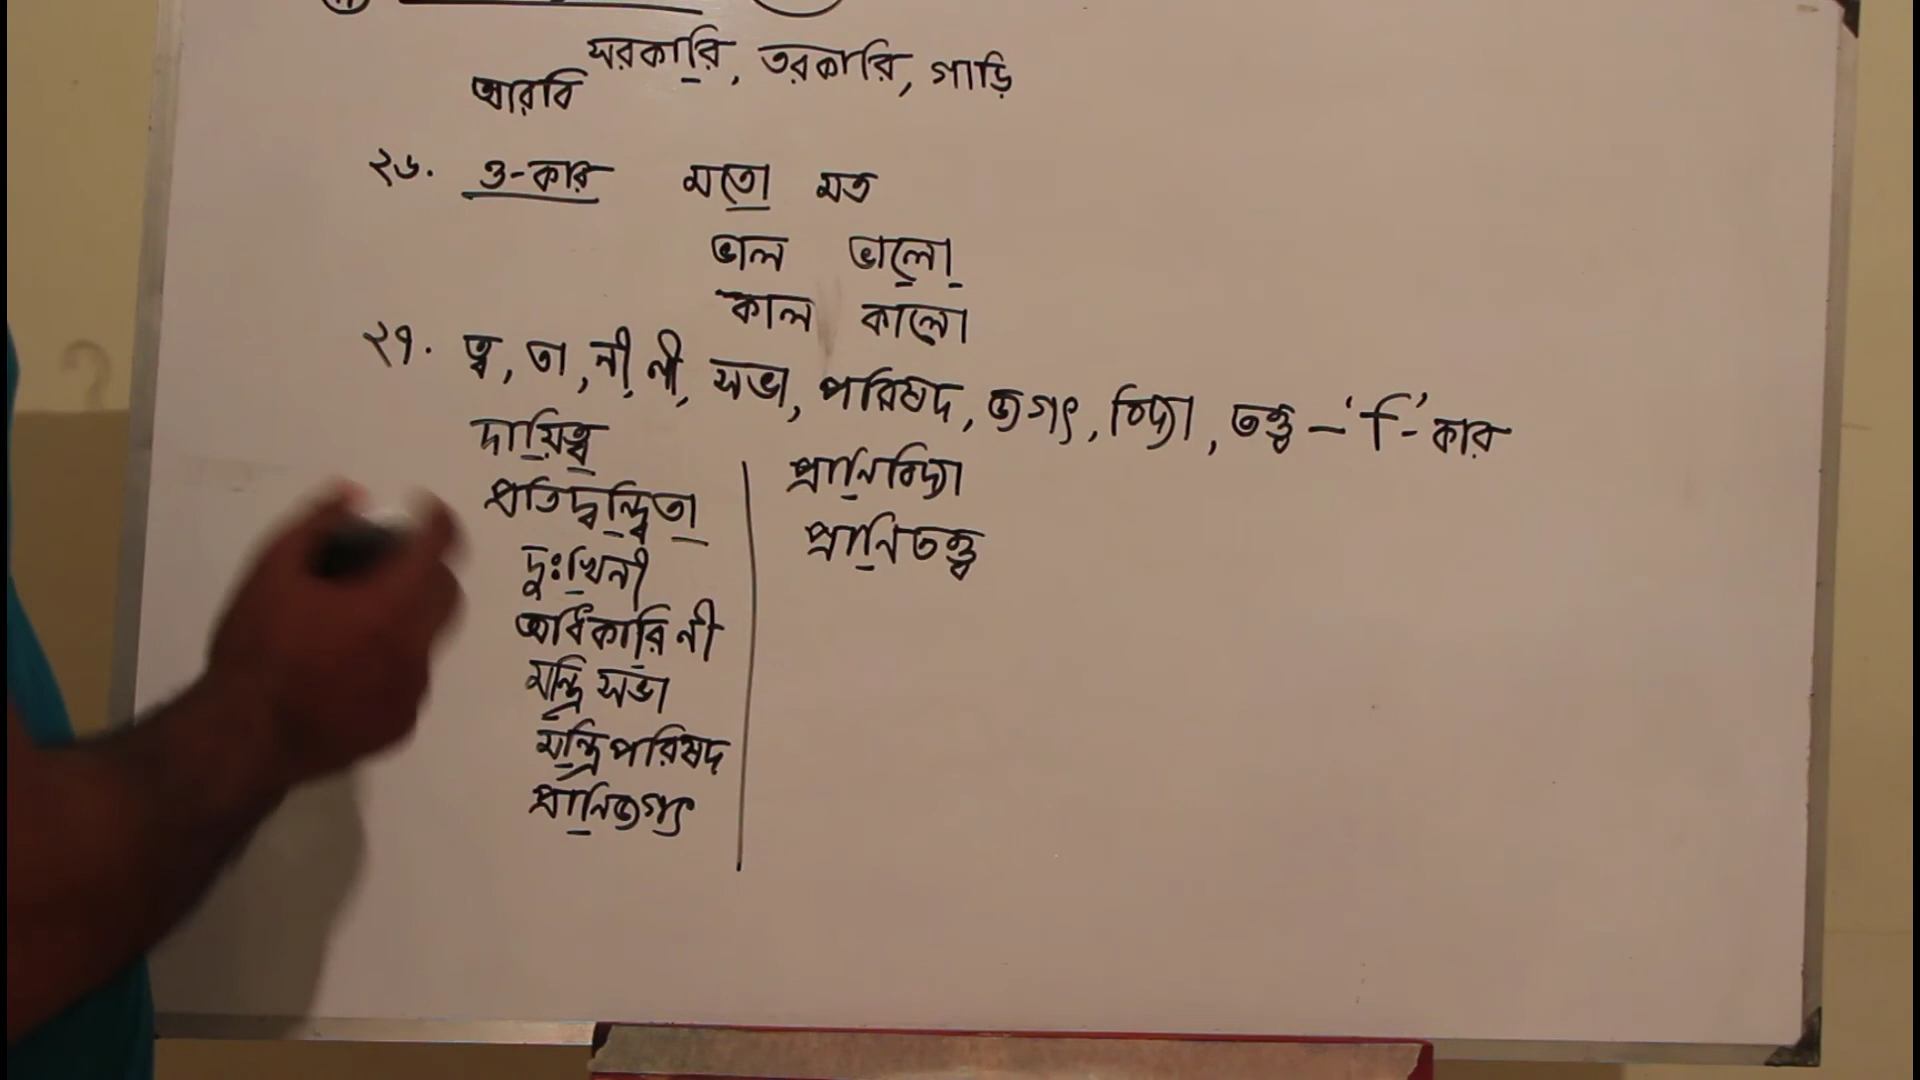 সরকারি, তরকারি, গাড়ি
আরবি
২৬. ও-কার মতো মত
ভাল ভালো
কাল কালো
২৭. ত্ব, তা, নী, ণী, সভা, পরিষদ, জগৎ, বিদ্যা, তত্ত্ব – 'ি'- কার
দায়িত্ব
প্রতিদ্বন্দ্বিতা
দুঃখিনী
অধিকারিনী
মন্ত্রিসভা
মন্ত্রিপরিষদ
প্রানিজগৎ
প্রানিবিদ্যা
প্রানিতত্ত্ব